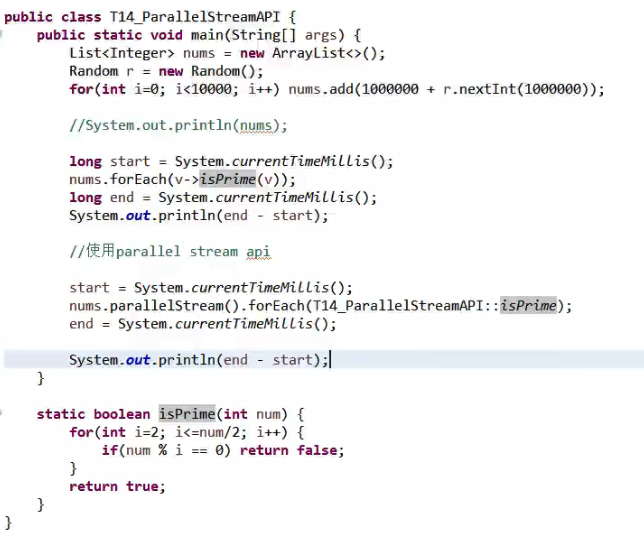 public class T14_ParallelStreamAPI {
public static void main(String[] args) {
List<Integer> nums = new ArrayList<>();
Random r = new Random();
for(int i=0; i<10000; i++) nums.add(1000000 + r.nextInt(1000000));
//System.out.println(nums);
long start = System.currentTimeMillis();
nums.forEach(v->isPrime(v));
long end = System.currentTimeMillis();
System.out.println(end - start);
//使用parallel stream api
start = System.currentTimeMillis();
nums.parallelStream().forEach(T14_ParallelStreamAPI::isPrime);
end = System.currentTimeMillis();
System.out.println(end - start);
}
static boolean isPrime(int num) {
for(int i=2; i<=num/2; i++) {
if(num % i == 0) return false;
}
return true;
}
}